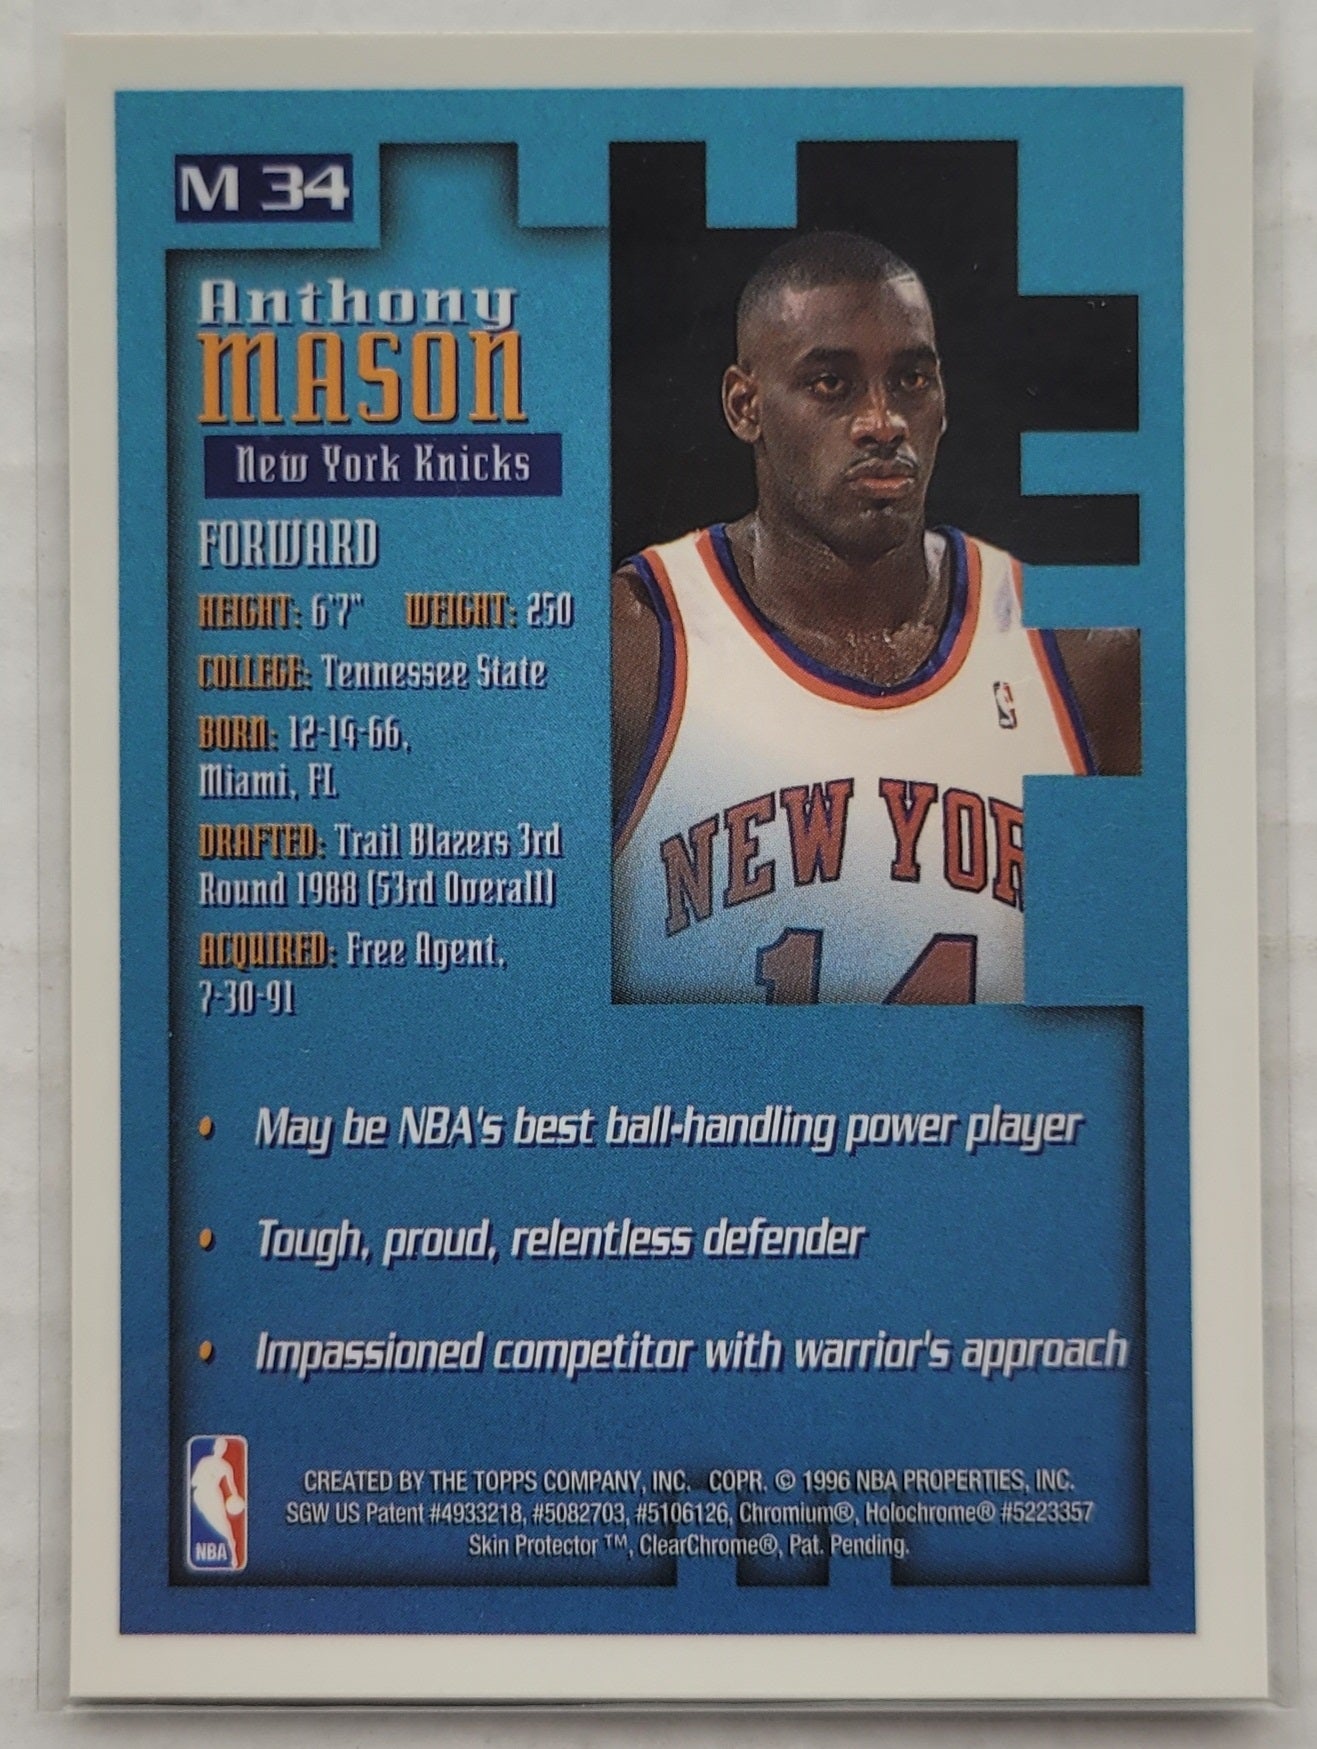 M 34
Anthony
MASON
New York Knicks
FORWARD
HEIGHT: 6'7" WEIGHT: 250
COLLEGE: Tennessee State
BORN: 12-14-66,
Miami, FL
DRAFTED: Trail Blazers 3rd
Round 1988 (53rd Overall)
ACQUIRED: Free Agent,
7-30-91
NEW YOR
14
• May be NBA's best ball-handling power player
• Tough, proud, relentless defender
• Impassioned competitor with warrior's approach
NBA
CREATED BY THE TOPPS COMPANY, INC. COPR. © 1996 NBA PROPERTIES, INC.
SGW US Patent #4933218, #5082703, #5106126, Chromium®, Holochrome® #5223357
Skin Protector ™, ClearChrome®, Pat. Pending.